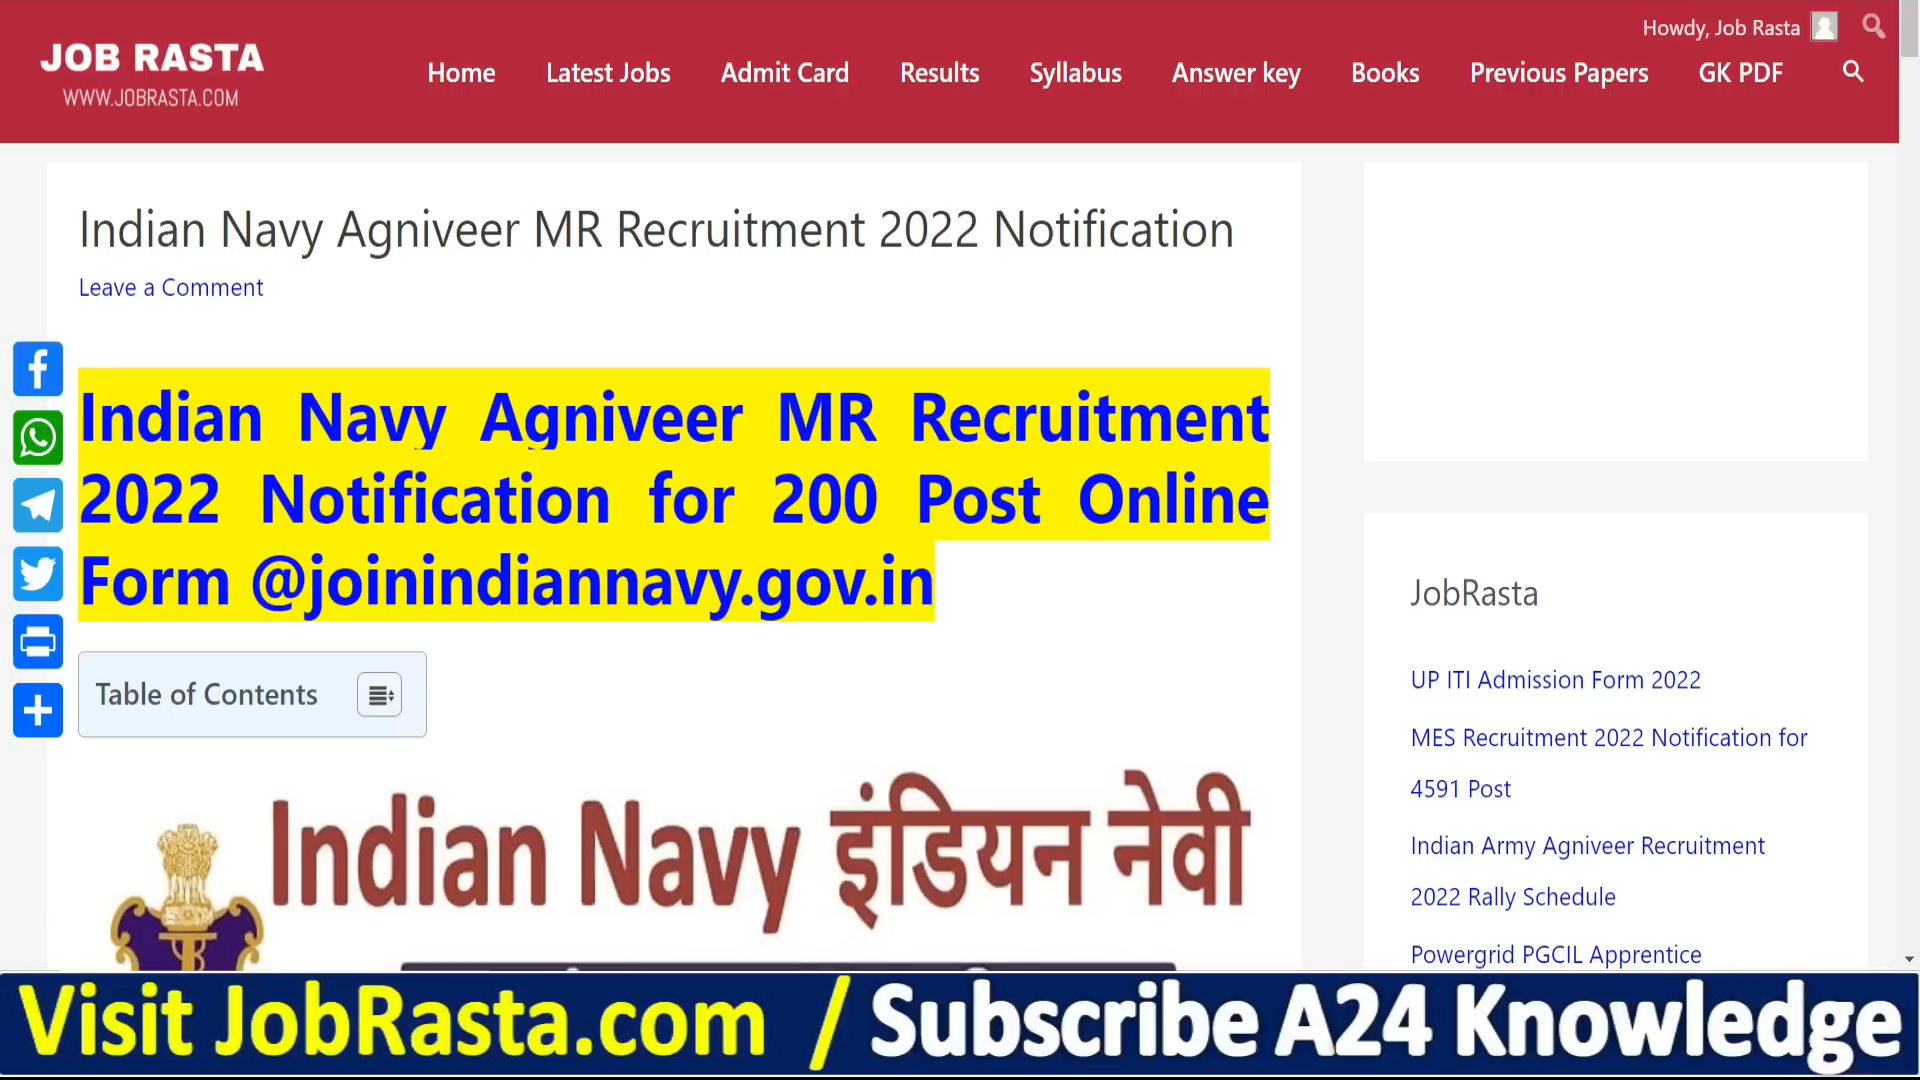 Howdy, Job Rasta
JOB RASTA
WWW.JOBRASTA.COM
Home Latest Jobs Admit Card Results Syllabus Answer key Books Previous Papers GK PDF
Indian Navy Agniveer MR Recruitment 2022 Notification
Leave a Comment
Indian Navy Agniveer MR Recruitment
2022 Notification for 200 Post Online
Form @joinindiannavy.gov.in
Table of Contents
Indian Navy इंडियन नेवी
JobRasta
UP ITI Admission Form 2022
MES Recruitment 2022 Notification for
4591 Post
Indian Army Agniveer Recruitment
2022 Rally Schedule
Powergrid PGCIL Apprentice
Visit JobRasta.com / Subscribe A24 Knowledge